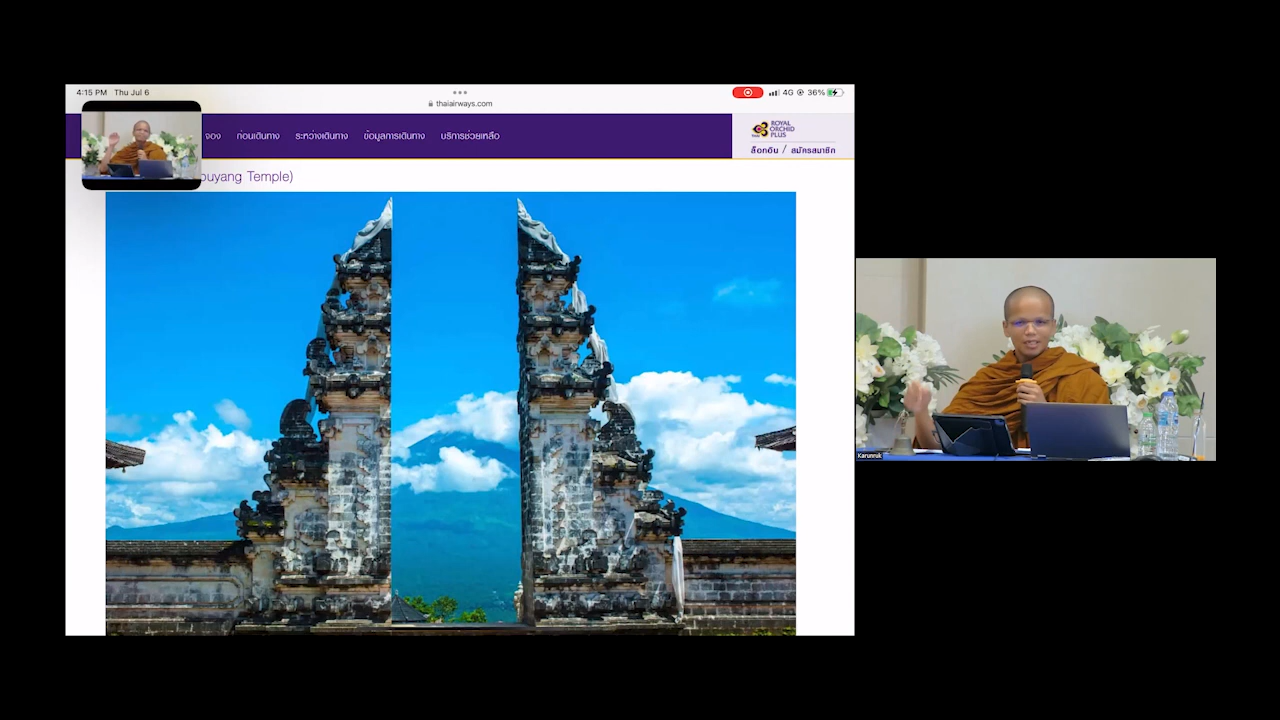 4:15 PM Thu Jul 6
4G 36%
thaiairways.com
จอง ก่อนเดินทาง ระหว่างเดินทาง ข้อมูลการเดินทาง บริการช่วยเหลือ
THAI
ROYAL
ORCHID
PLUS
ล็อกอิน / สมัครสมาชิก
puyang Temple)
Karunruk